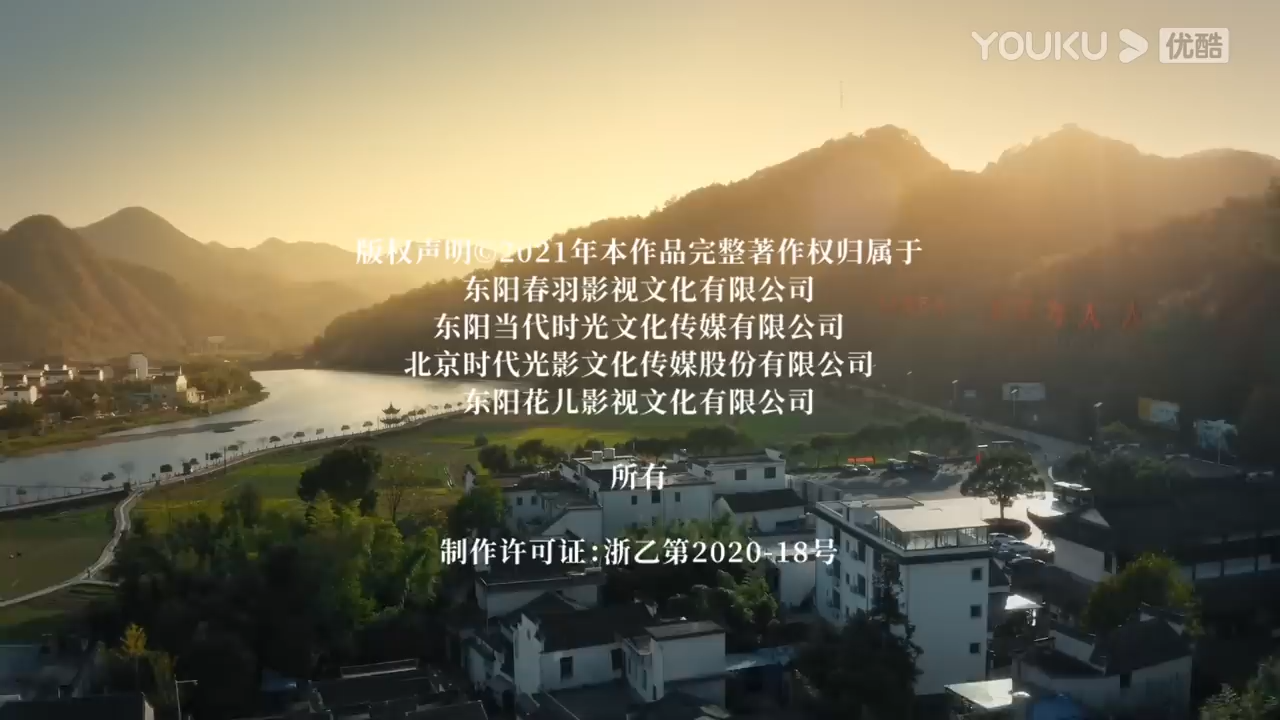 YOUKU 优酷
版权声明©2021年本作品完整著作权归属于
东阳春羽影视文化有限公司
东阳当代时光文化传媒有限公司
北京时代光影文化传媒股份有限公司
东阳花儿影视文化有限公司
所有
制作许可证:浙乙第2020-18号